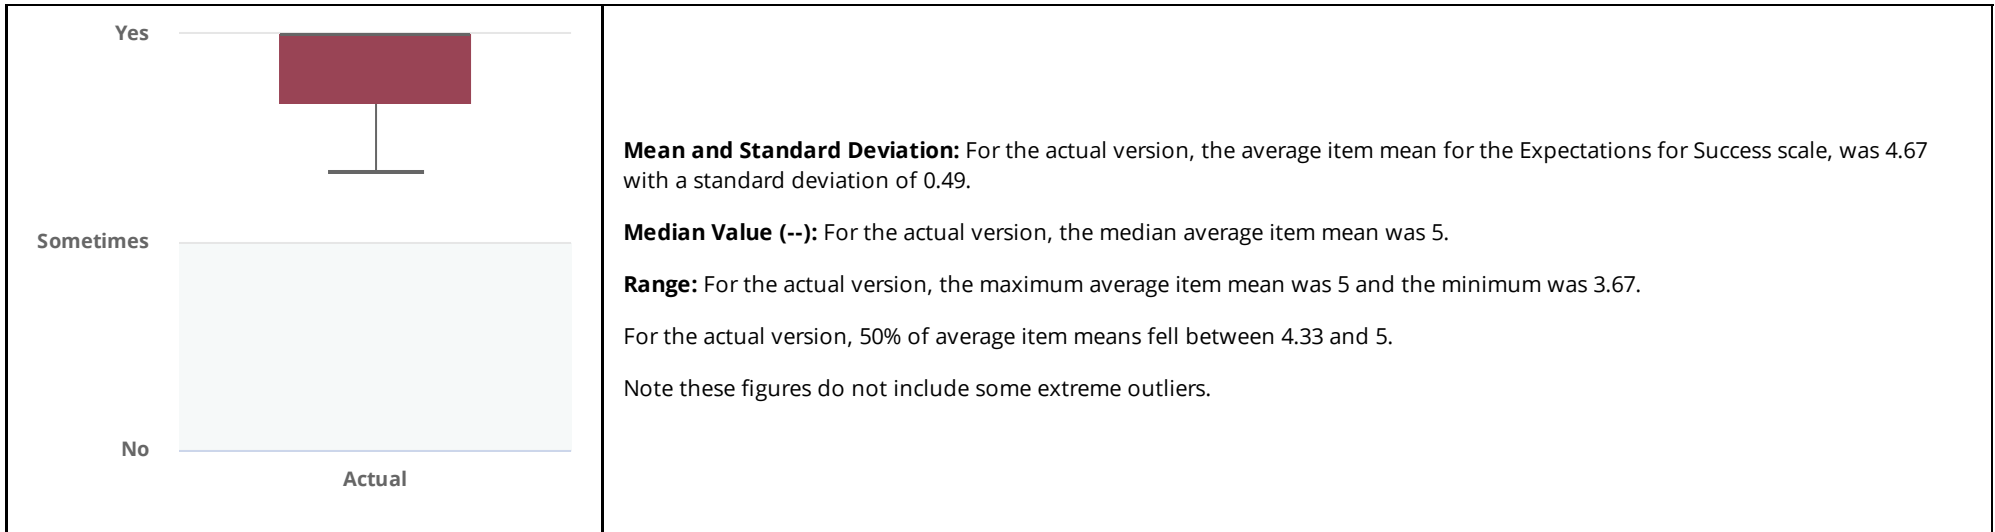 Yes
Sometimes
No
Actual
Mean and Standard Deviation: For the actual version, the average item mean for the Expectations for Success scale, was 4.67
with a standard deviation of 0.49.
Median Value (--): For the actual version, the median average item mean was 5.
Range: For the actual version, the maximum average item mean was 5 and the minimum was 3.67.
For the actual version, 50% of average item means fell between 4.33 and 5.
Note these figures do not include some extreme outliers.